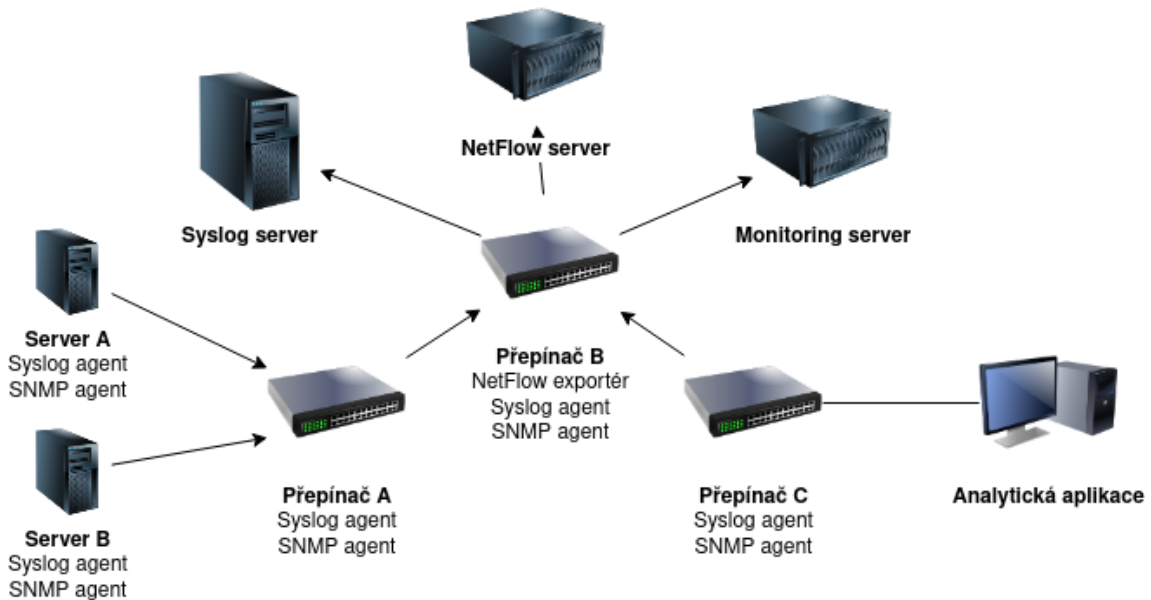 NetFlow server
Syslog server
Monitoring server
Server A
Syslog agent
SNMP agent
Přepínač B
NetFlow exportér
Syslog agent
SNMP agent
Přepínač A
Syslog agent
SNMP agent
Přepínač C
Syslog agent
SNMP agent
Analytická aplikace
Server B
Syslog agent
SNMP agent